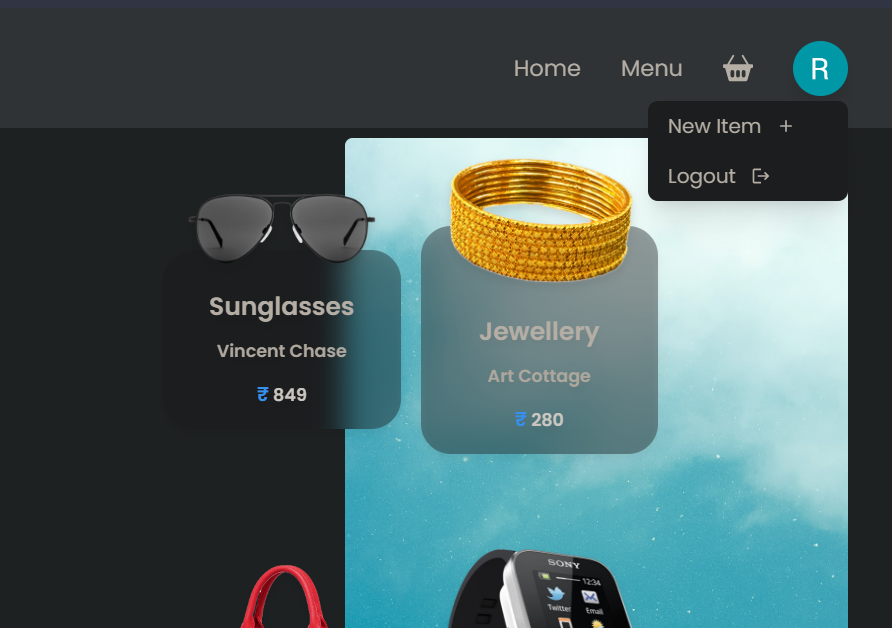 Home Menu R
New Item +
Logout
Sunglasses
Vincent Chase
₹ 849
Jewellery
Art Cottage
₹ 280
SONY
12:34
Twitter Email